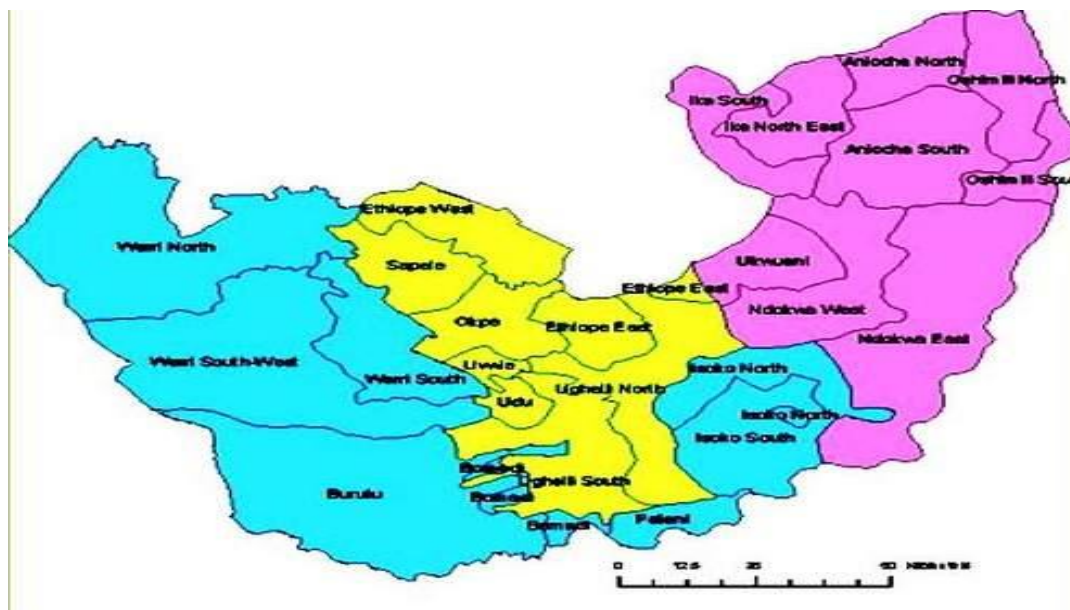 Aniocha North
Oshimili North
Ika South
Ika North East
Aniocha South
Oshimili Sou
Ethiope West
Warri North
Sapele
Ukwuani
Ethiope East
Ndokwa West
Okpe
Ethiope East
Ndokwa East
Warri South-West
Uvwie
Isoko North
Warri South
Ughelli North
Udu
Isoko North
Isoko South
Bomadi
Ughelli South
Burutu
Bomadi
Bomadi
Patani
0 12.5 25 50